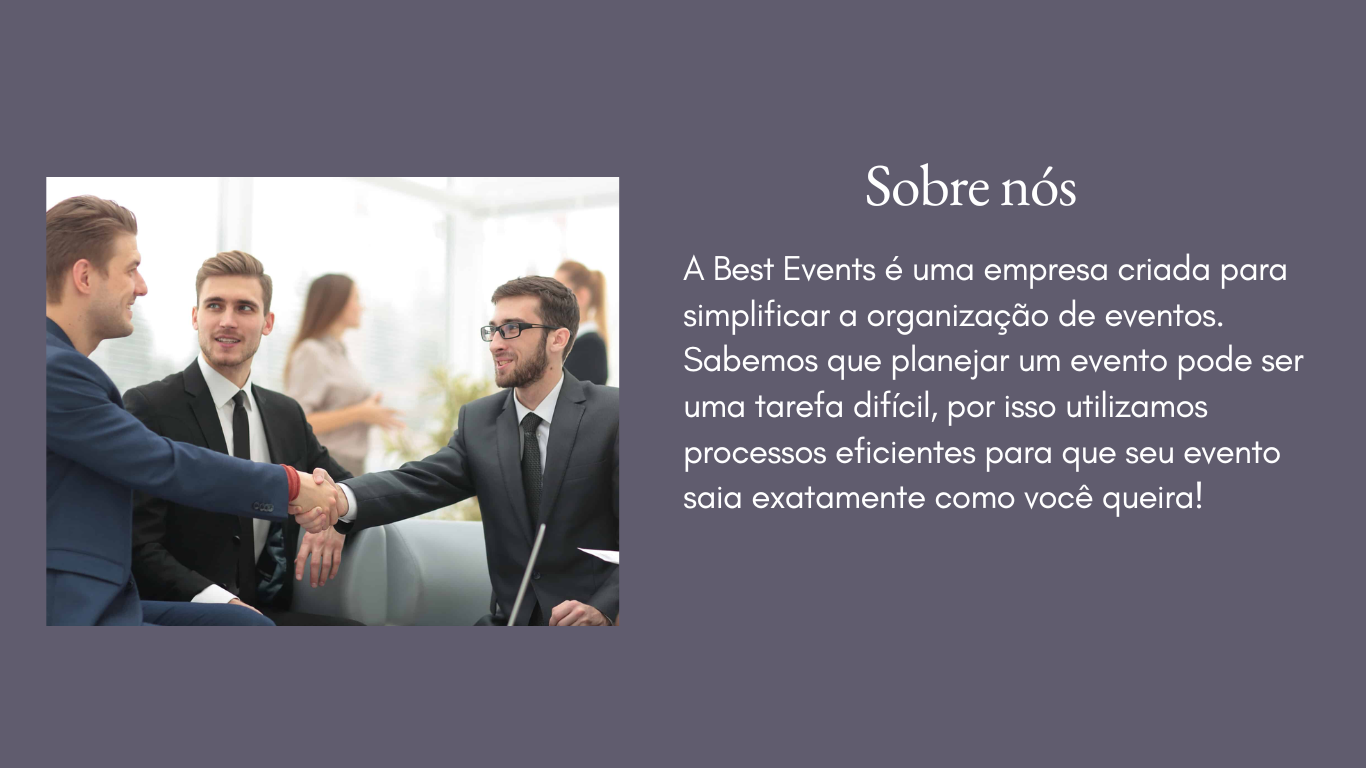 Sobre nós
A Best Events é uma empresa criada para
simplificar a organização de eventos.
Sabemos que planejar um evento pode ser
uma tarefa difícil, por isso utilizamos
processos eficientes para que seu evento
saia exatamente como você queira!